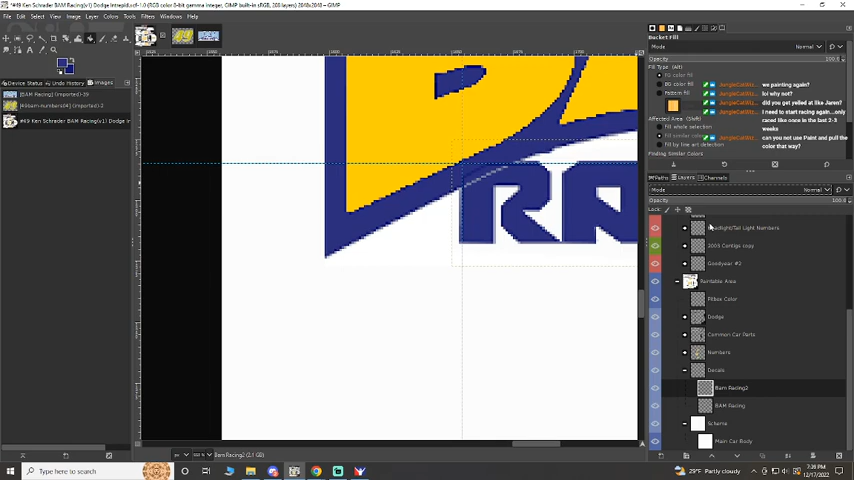 *#49 Ken Schrader BAM Racing(v1) Dodge Intrepid.xcf-1.0 (RGB color 8-bit gamma integer, GIMP built-in sRGB, 200 layers) 2048x2048 – GIMP
File Edit Select View Image Layer Colors Tools Filters Windows Help
Device Status Undo History Images
[BAM Racing] (imported)-39
[49bam numbers04] (imported)-2
#49 Ken Schrader BAM Racing(v1) Dodge In
RA
Bucket Fill
Mode Normal
Opacity 100.0
Fill Type (Alt)
FG color fill
BG color fill
Pattern fill
we painting again?
lol why not?
did you get yelled at like Jaren?
I need to start racing again...only raced like once in the last 2-3 weeks
can you not use Paint and pull the color that way?
Affected Area (Shift)
Fill whole selection
Fill similar colors
Fill by line art detection
Finding Similar Colors
Paths Layers Channels
Mode Normal
Opacity 100.0
Lock:
Headlight/Tail Light Numbers
2003 Contigs copy
Goodyear #2
Paintable Area
Pitbox Color
Dodge
Common Car Parts
Numbers
Decals
Bam Racing2
BAM Racing
Scheme
Main Car Body
px
Bam Racing2 (2.1 GB)
Type here to search
29°F Partly cloudy
7:26 PM
12/17/2022